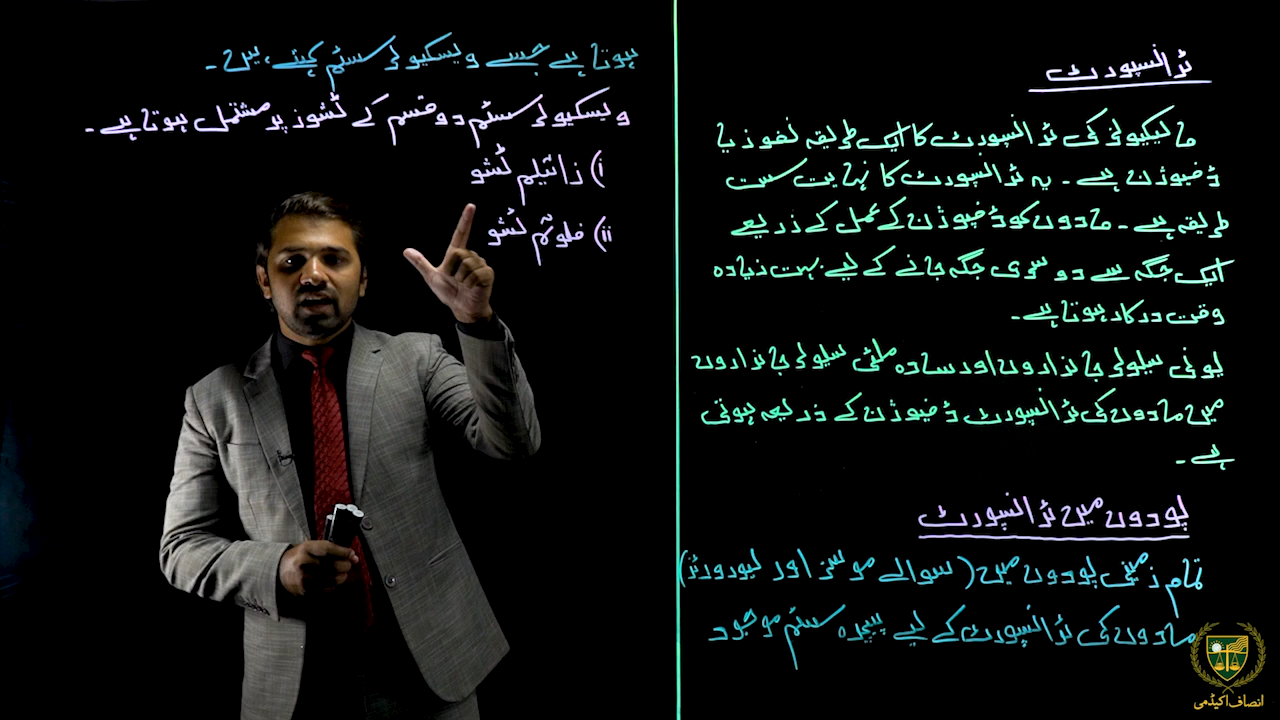 ٹرانسپورٹ
مالیکیولز کی ٹرانسپورٹ کا ایک طریقہ نفوذ یا
ڈفیوژن ہے۔ یہ ٹرانسپورٹ کا نہایت سست
طریقہ ہے۔ مادوں کو ڈفیوژن کے عمل کے ذریعے
ایک جگہ سے دوسری جگہ جانے کے لیے بہت زیادہ
وقت درکار ہوتا ہے۔
یونی سیلولر جانداروں اور سادہ ملٹی سیلولر جانداروں
میں مادوں کی ٹرانسپورٹ ڈفیوژن کے ذریعہ ہوتی
ہے۔
پودوں میں ٹرانسپورٹ
تمام زمینی پودوں میں (سوائے موسز اور لیورورٹز)
مادوں کی ٹرانسپورٹ کے لیے پیچیدہ سسٹم موجود
ہوتا ہے جسے ویسکیولر سسٹم کہتے ہیں۔
ویسکیولر سسٹم دو قسم کے ٹشوز پر مشتمل ہوتا ہے۔
i) زائیلم ٹشو
ii) فلوئم ٹشو
انصاف اکیڈمی